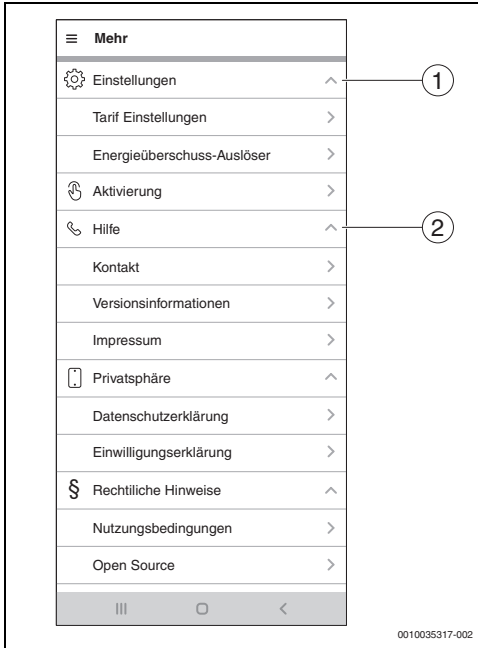 Mehr
Einstellungen
1
Tarif Einstellungen
Energieüberschuss-Auslöser
Aktivierung
Hilfe
2
Kontakt
Versionsinformationen
Impressum
Privatsphäre
Datenschutzerklärung
Einwilligungserklärung
§ Rechtliche Hinweise
Nutzungsbedingungen
Open Source
0010035317-002